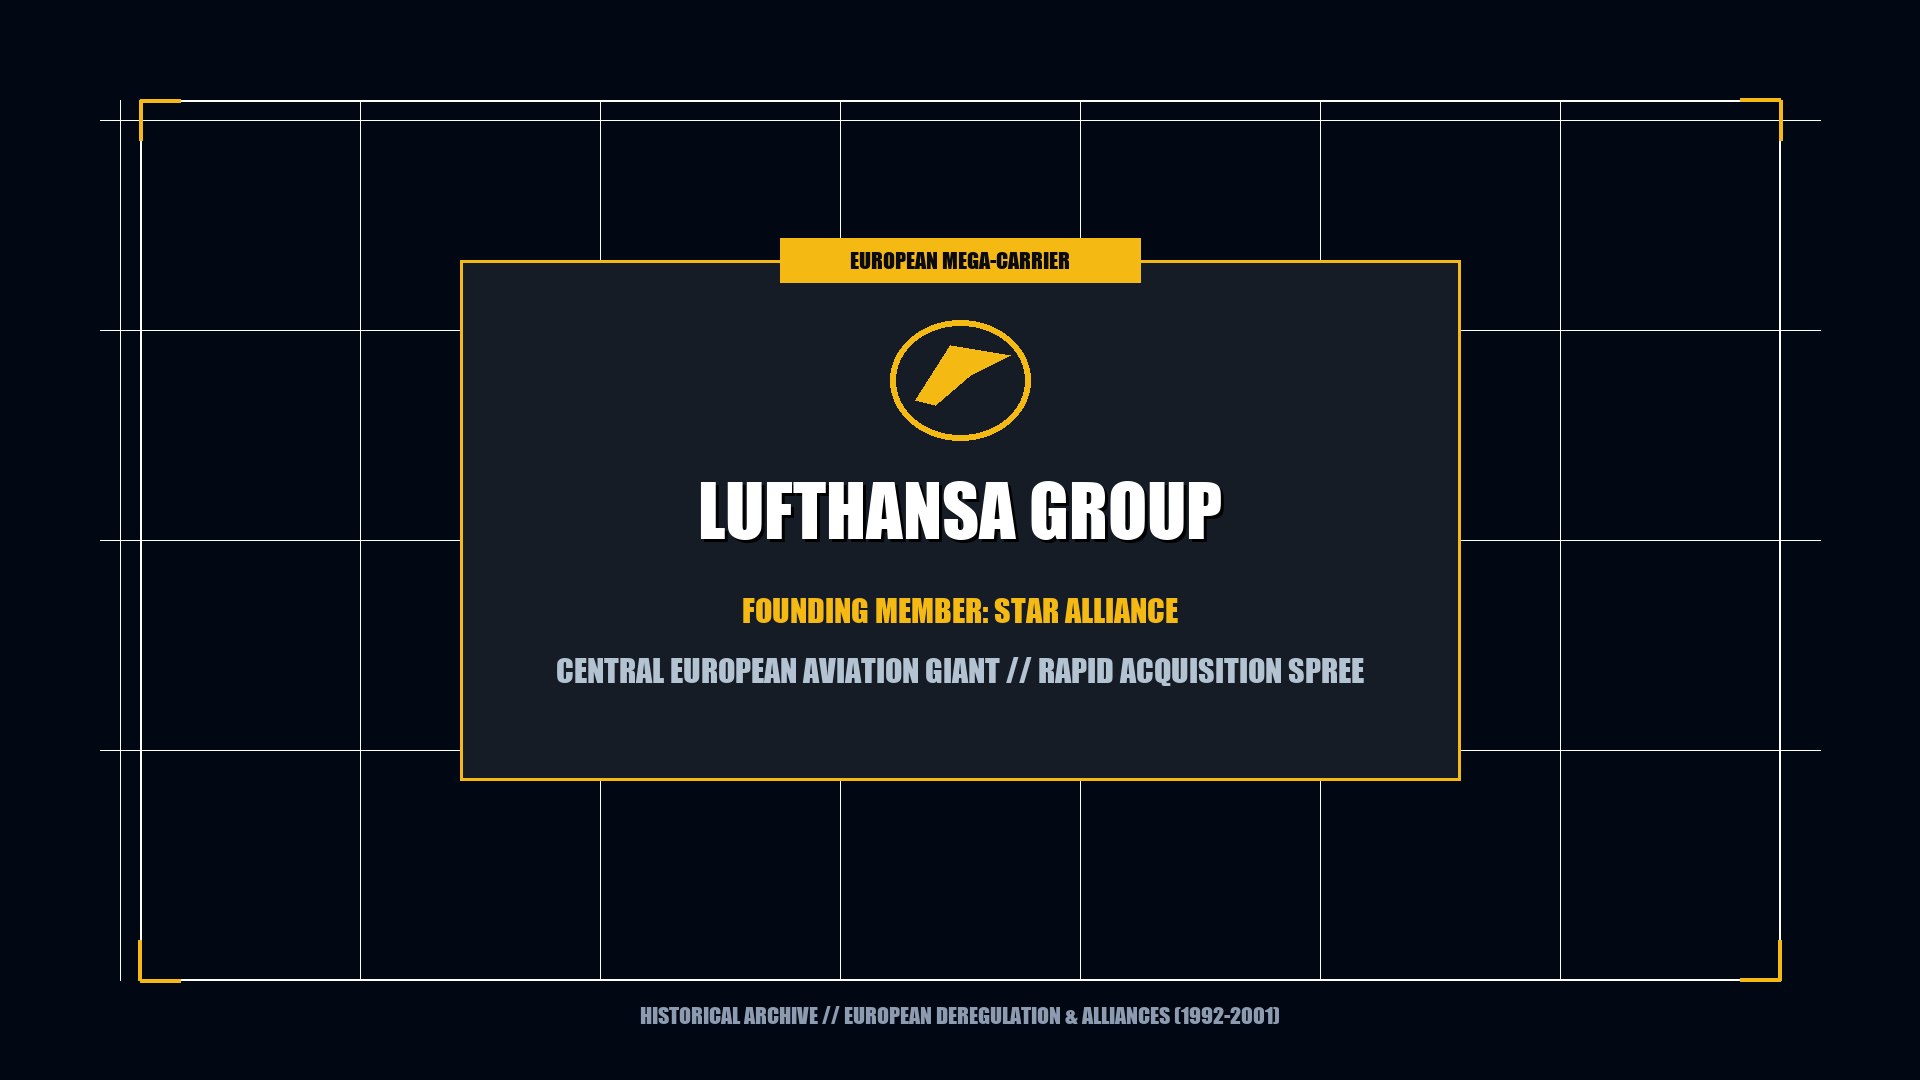 EUROPEAN MEGA-CARRIER
LUFTHANSA GROUP
FOUNDING MEMBER: STAR ALLIANCE
CENTRAL EUROPEAN AVIATION GIANT // RAPID ACQUISITION SPREE
HISTORICAL ARCHIVE // EUROPEAN DEREGULATION & ALLIANCES (1992-2001)